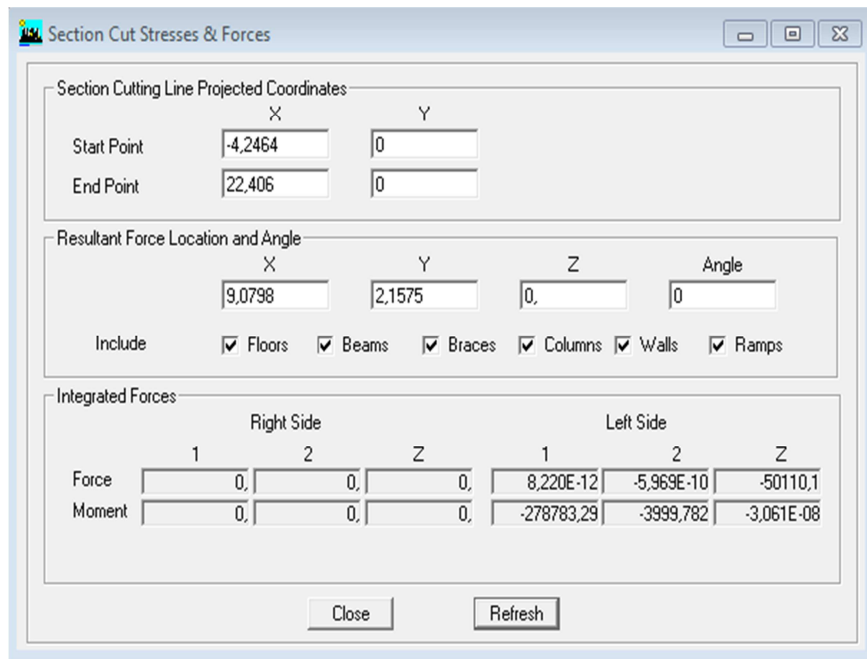 Section Cut Stresses & Forces
Section Cutting Line Projected Coordinates
X Y
Start Point -4,2464 0
End Point 22,406 0
Resultant Force Location and Angle
X Y Z Angle
9,0798 2,1575 0, 0
Include Floors Beams Braces Columns Walls Ramps
Integrated Forces
Right Side Left Side
1 2 Z 1 2 Z
Force 0, 0, 0, 8,220E-12 -5,969E-10 -50110,1
Moment 0, 0, 0, -278783,29 -3999,782 -3,061E-08
Close Refresh